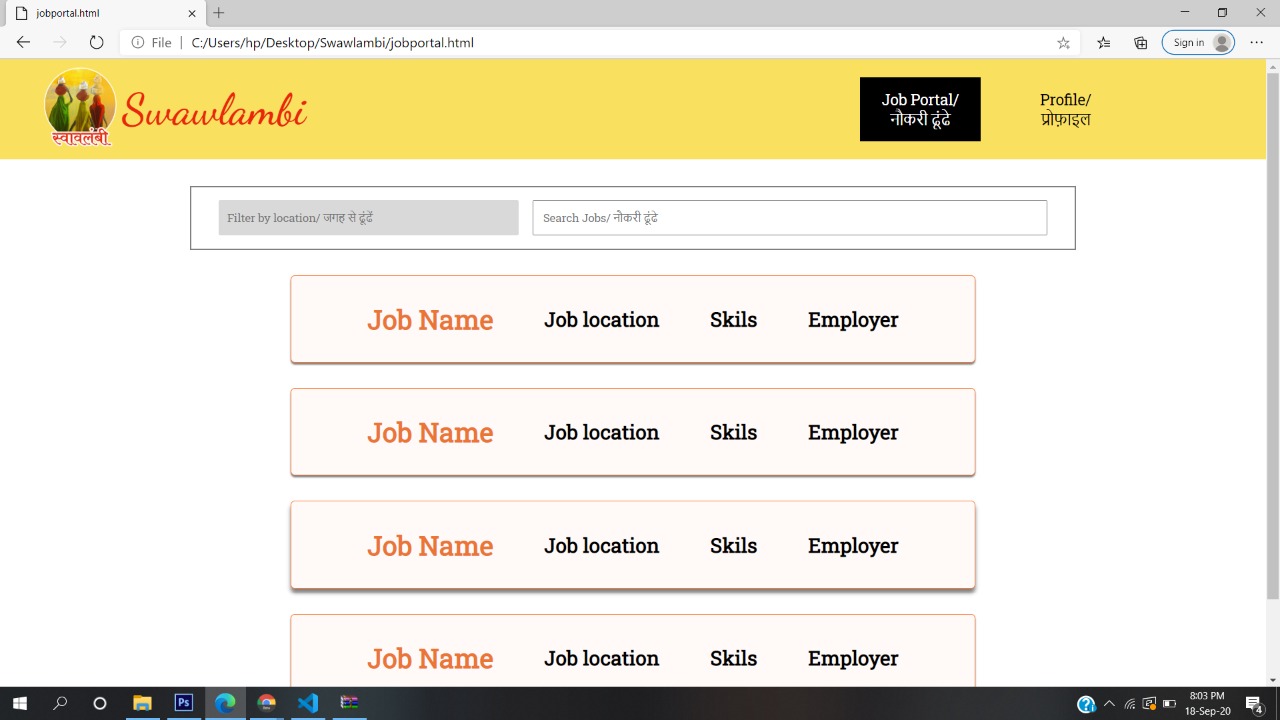 jobportal.html
File | C:/Users/hp/Desktop/Swawlambi/jobportal.html
Sign in
स्वावलंबी
Swawlambi
Job Portal/
नौकरी ढूंढे
Profile/
प्रोफ़ाइल
Filter by location/ जगह से ढूंढें
Search Jobs/ नौकरी ढूंढे
Job Name Job location Skils Employer
Job Name Job location Skils Employer
Job Name Job location Skils Employer
Job Name Job location Skils Employer
Ps
8:03 PM
18-Sep-20
4